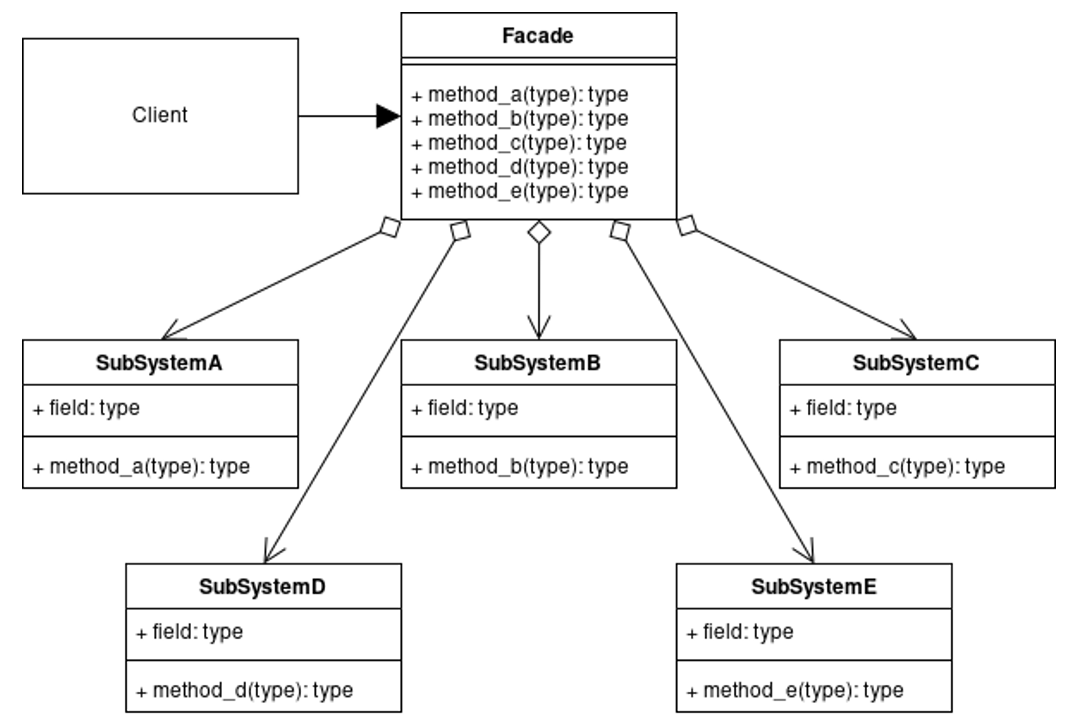 Facade
Client
+ method_a(type): type
+ method_b(type): type
+ method_c(type): type
+ method_d(type): type
+ method_e(type): type
SubSystemA
+ field: type
+ method_a(type): type
SubSystemB
+ field: type
+ method_b(type): type
SubSystemC
+ field: type
+ method_c(type): type
SubSystemD
+ field: type
+ method_d(type): type
SubSystemE
+ field: type
+ method_e(type): type